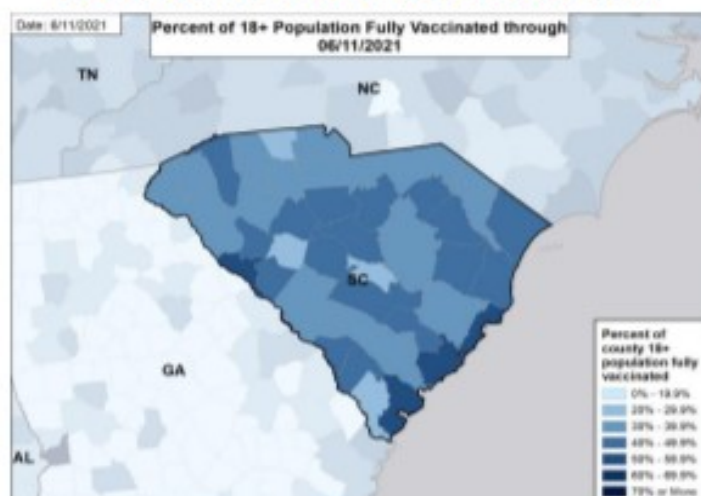 Date: 6/11/2021
Percent of 18+ Population Fully Vaccinated through
06/11/2021
TN
NC
SC
GA
AL
Percent of
county 18+
population fully
vaccinated
0% - 19.9%
20% - 29.9%
30% - 39.9%
40% - 49.9%
50% - 59.9%
60% - 69.9%
70% or More